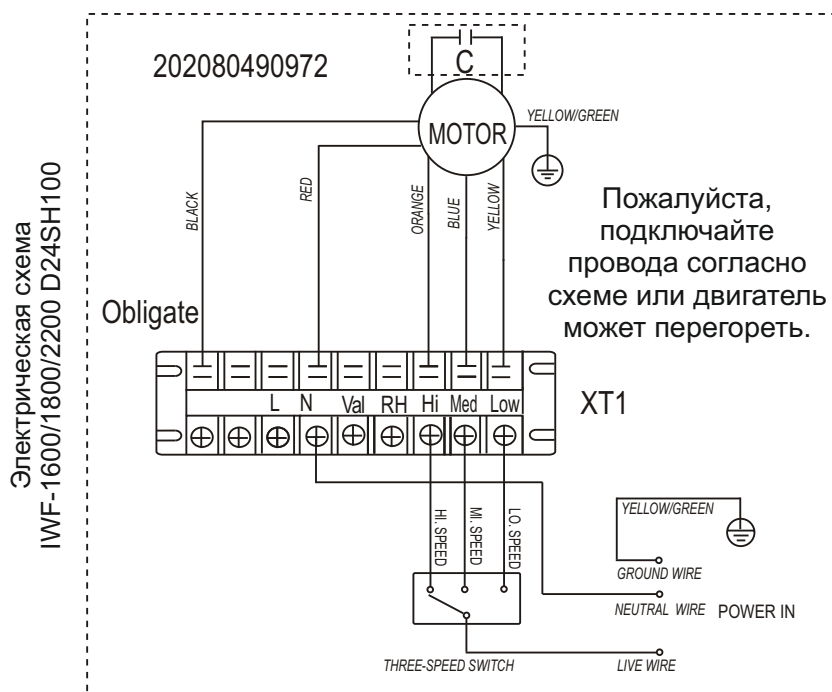 Электрическая схема
IWF-1600/1800/2200 D24SH100
202080490972
C
MOTOR
YELLOW/GREEN
BLACK
RED
ORANGE
BLUE
YELLOW
Пожалуйста,
подключайте
провода согласно
схеме или двигатель
может перегореть.
Obligate
L N Val RH Hi Med Low
XT1
HI. SPEED
MI. SPEED
LO. SPEED
YELLOW/GREEN
GROUND WIRE
NEUTRAL WIRE POWER IN
THREE-SPEED SWITCH
LIVE WIRE